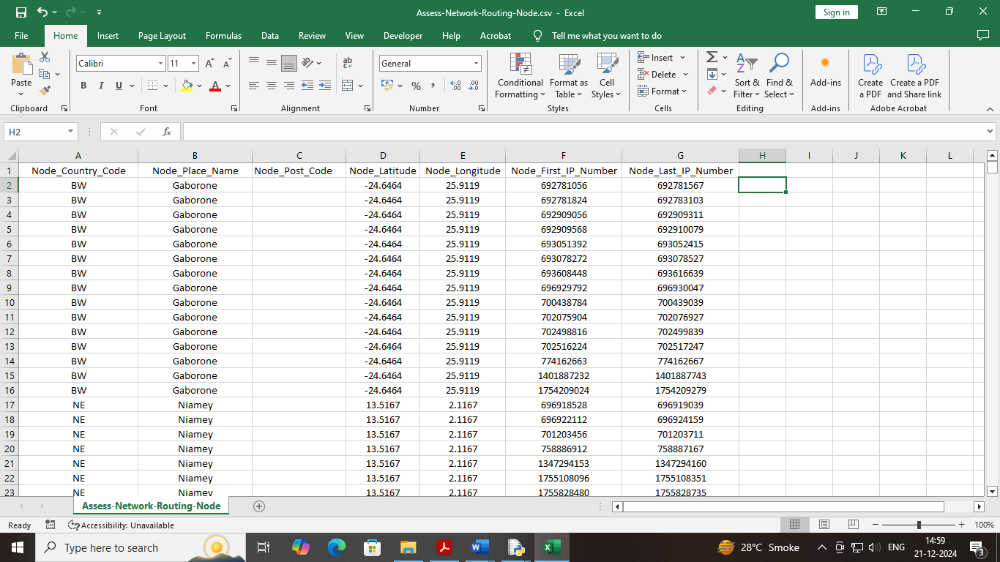 Assess-Network-Routing-Node.csv - Excel
Sign in
File Home Insert Page Layout Formulas Data Review View Developer Help Acrobat Tell me what you want to do
Paste
Clipboard
Calibri 11
B I U A
Font
ab
Alignment
General
% ,
Number
Conditional Formatting
Format as Table
Cell Styles
Styles
Insert
Delete
Format
Cells
Sort & Filter
Find & Select
Editing
Add-ins
Add-ins
Create a PDF
Create a PDF and Share link
Adobe Acrobat
H2 fx
A B C D E F G H I J K L
1 Node_Country_Code Node_Place_Name Node_Post_Code Node_Latitude Node_Longitude Node_First_IP_Number Node_Last_IP_Number
2 BW Gaborone -24.6464 25.9119 692781056 692781567
3 BW Gaborone -24.6464 25.9119 692781824 692783103
4 BW Gaborone -24.6464 25.9119 692909056 692909311
5 BW Gaborone -24.6464 25.9119 692909568 692910079
6 BW Gaborone -24.6464 25.9119 693051392 693052415
7 BW Gaborone -24.6464 25.9119 693078272 693078527
8 BW Gaborone -24.6464 25.9119 693608448 693616639
9 BW Gaborone -24.6464 25.9119 696929792 696930047
10 BW Gaborone -24.6464 25.9119 700438784 700439039
11 BW Gaborone -24.6464 25.9119 702075904 702076927
12 BW Gaborone -24.6464 25.9119 702498816 702499839
13 BW Gaborone -24.6464 25.9119 702516224 702517247
14 BW Gaborone -24.6464 25.9119 774162663 774162667
15 BW Gaborone -24.6464 25.9119 1401887232 1401887743
16 BW Gaborone -24.6464 25.9119 1754209024 1754209279
17 NE Niamey 13.5167 2.1167 696918528 696919039
18 NE Niamey 13.5167 2.1167 696922112 696924159
19 NE Niamey 13.5167 2.1167 701203456 701203711
20 NE Niamey 13.5167 2.1167 758886912 758887167
21 NE Niamey 13.5167 2.1167 1347294153 1347294160
22 NE Niamey 13.5167 2.1167 1755108096 1755108351
23 NE Niamey 13.5167 2.1167 1755828480 1755828735
Assess-Network-Routing-Node
Ready Accessibility: Unavailable 100%
Type here to search
28°C Smoke
ENG
14:59
21-12-2024
3